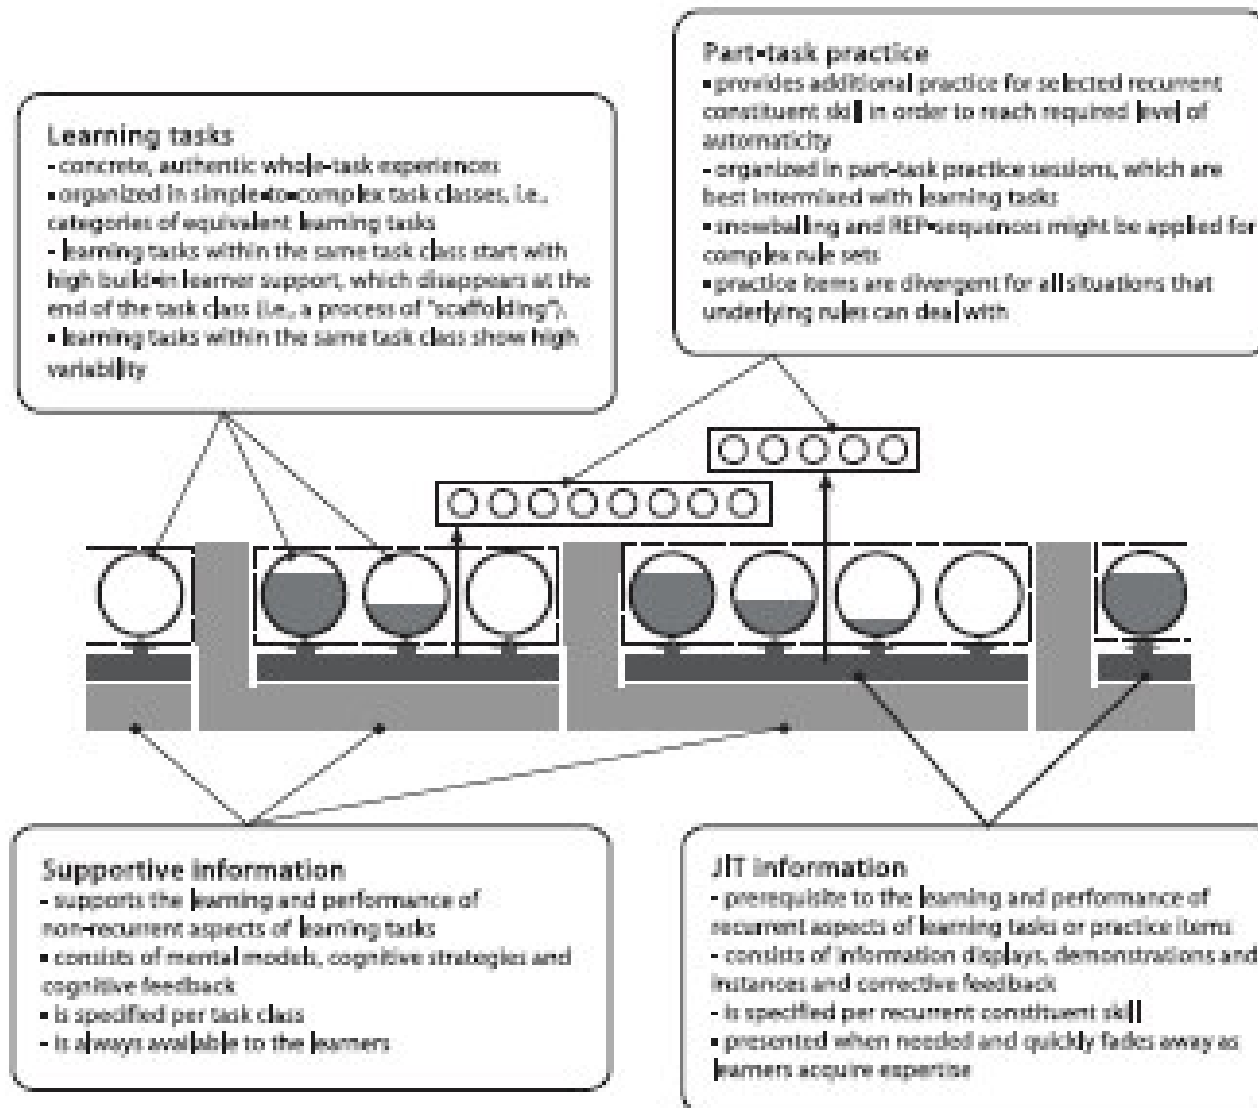 Learning tasks
- concrete, authentic whole-task experiences
- organized in simple-to-complex task classes, i.e.,
categories of equivalent learning tasks
- learning tasks within the same task class start with
high build-in learner support, which disappears at the
end of the task class (i.e., a process of "scaffolding").
- learning tasks within the same task class show high
variability
Part-task practice
- provides additional practice for selected recurrent
constituent skill in order to reach required level of
automaticity
- organized in part-task practice sessions, which are
best intermixed with learning tasks
- snowballing and REP-sequences might be applied for
complex rule sets
- practice items are divergent for all situations that
underlying rules can deal with
Supportive information
- supports the learning and performance of
non-recurrent aspects of learning tasks
- consists of mental models, cognitive strategies and
cognitive feedback
- is specified per task class
- is always available to the learners
JIT information
- prerequisite to the learning and performance of
recurrent aspects of learning tasks or practice items
- consists of information displays, demonstrations and
instances and corrective feedback
- is specified per recurrent constituent skill
- presented when needed and quickly fades away as
learners acquire expertise